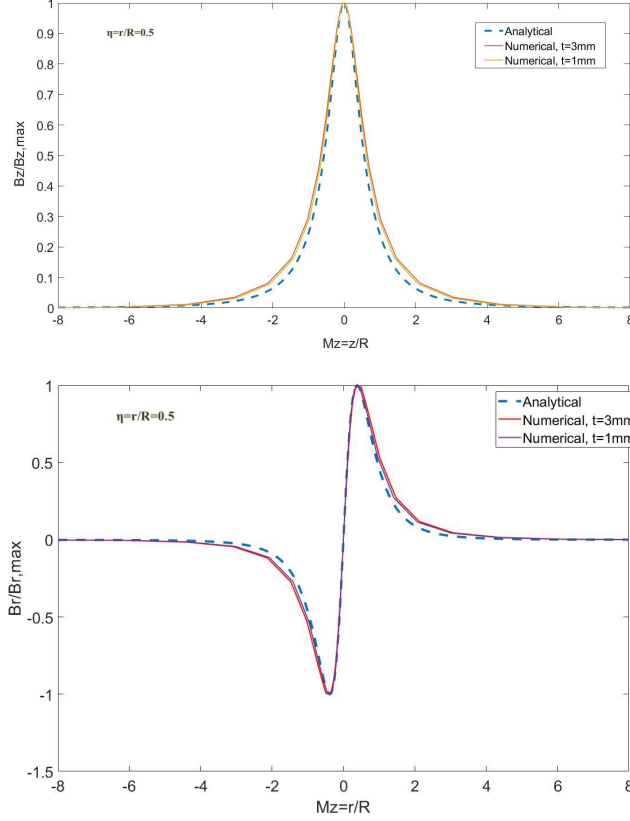 η=r/R=0.5
Analytical
Numerical, t=3mm
Numerical, t=1mm
Bz/Bz,max
1
0.9
0.8
0.7
0.6
0.5
0.4
0.3
0.2
0.1
0
-8 -6 -4 -2 0 2 4 6 8
Mz=z/R
η=r/R=0.5
Analytical
Numerical, t=3mm
Numerical, t=1mm
Br/Br,max
1
0.5
0
-0.5
-1
-1.5
-8 -6 -4 -2 0 2 4 6 8
Mz=r/R